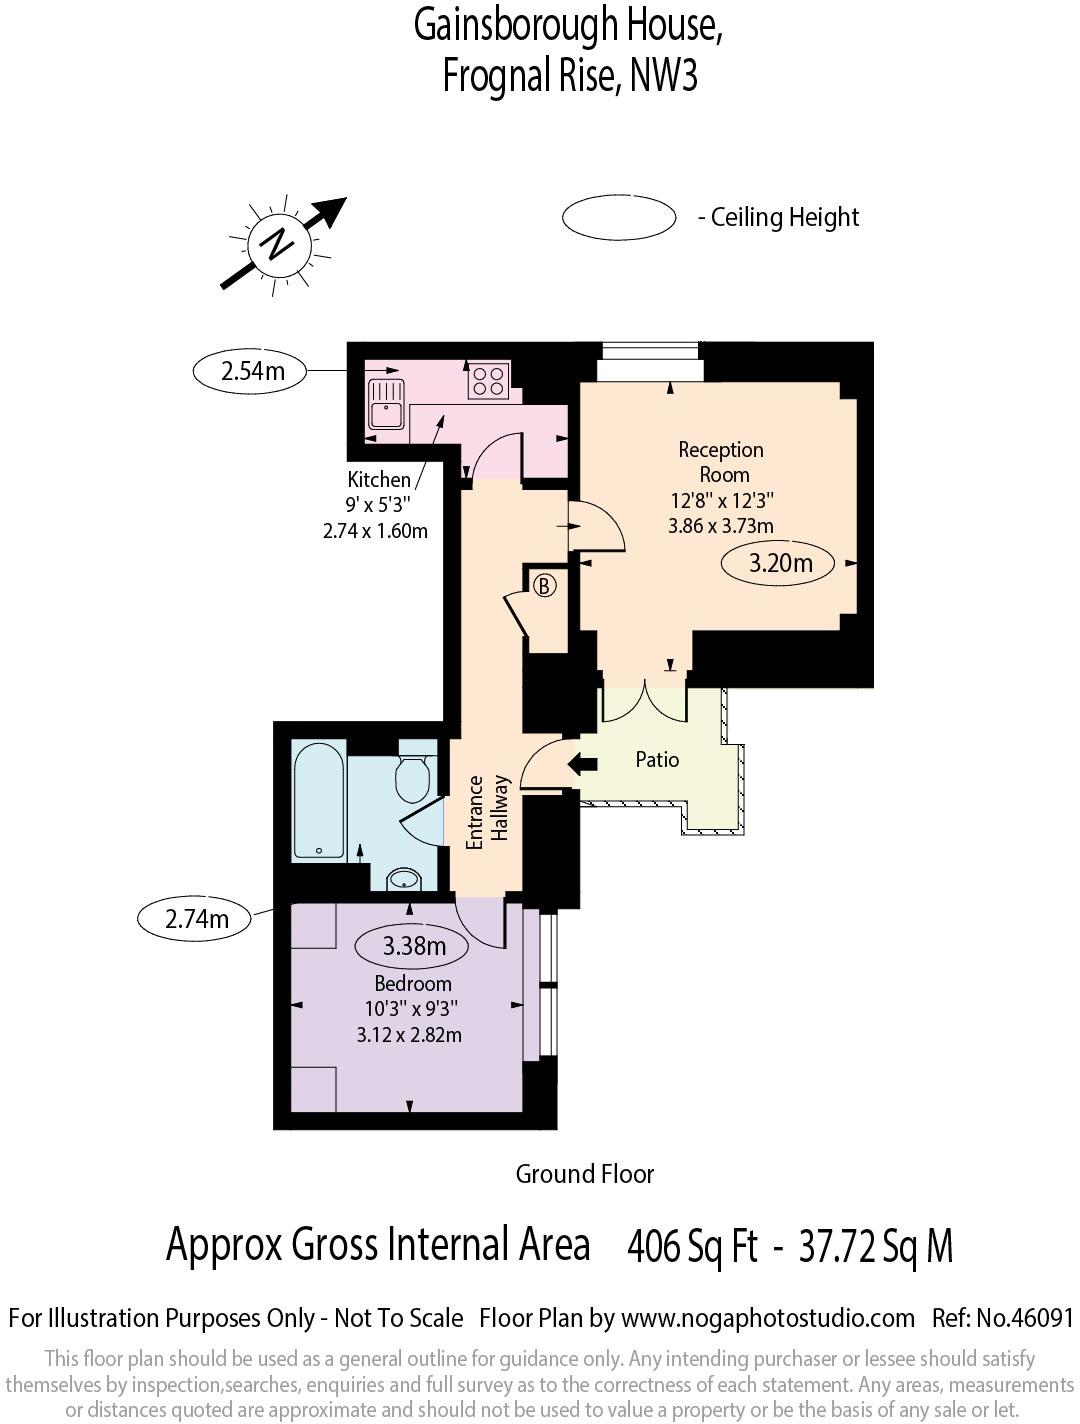 Gainsborough House,
Frognal Rise, NW3
N
- Ceiling Height
2.54m
Kitchen
9' x 5'3"
2.74 x 1.60m
Reception
Room
12'8" x 12'3"
3.86 x 3.73m
3.20m
B
Patio
Entrance
Hallway
2.74m
3.38m
Bedroom
10'3" x 9'3"
3.12 x 2.82m
Ground Floor
Approx Gross Internal Area 406 Sq Ft - 37.72 Sq M
For Illustration Purposes Only - Not To Scale Floor Plan by www.nogaphotostudio.com Ref: No.46091
This floor plan should be used as a general outline for guidance only. Any intending purchaser or lessee should satisfy
themselves by inspection,searches, enquiries and full survey as to the correctness of each statement. Any areas, measurements
or distances quoted are approximate and should not be used to value a property or be the basis of any sale or let.